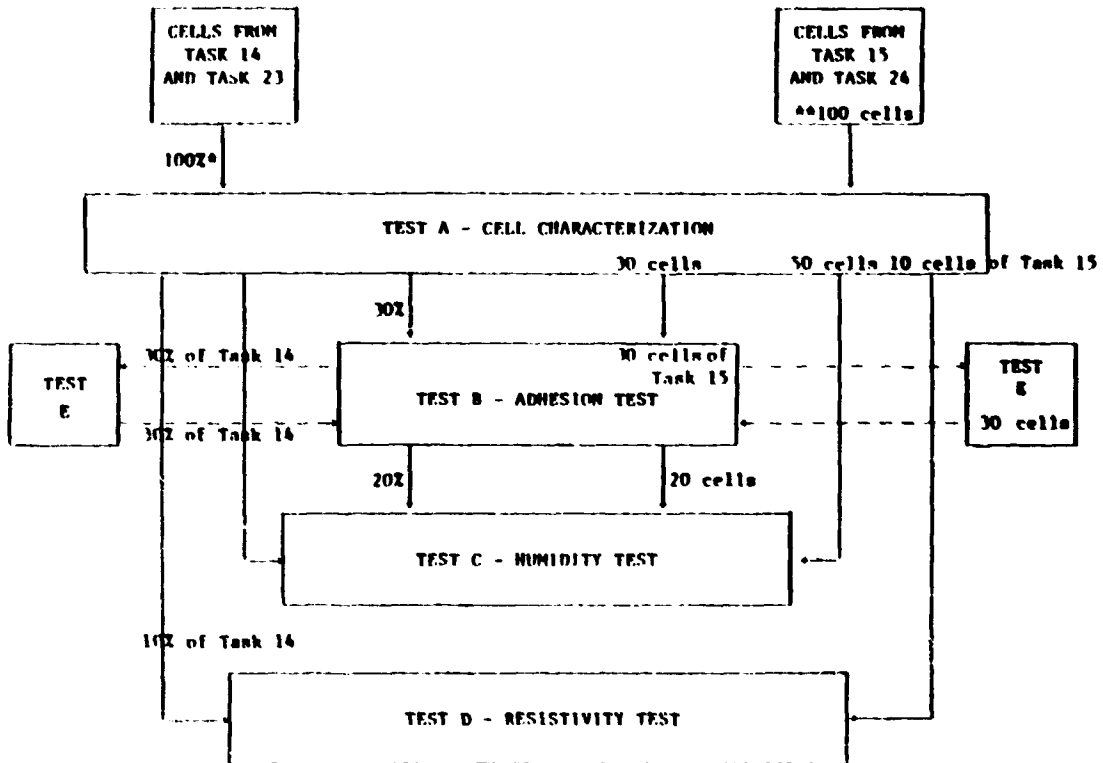 CELLS FROM
TASK 14
AND TASK 23
CELLS FROM
TASK 15
AND TASK 24
**100 cells
100%*
TEST A - CELL CHARACTERIZATION
30 cells
50 cells 10 cells of Task 15
30%
30% of Task 14
30 cells of
Task 15
TEST
E
TEST B - ADHESION TEST
TEST
E
30 cells
30% of Task 14
20%
20 cells
TEST C - HUMIDITY TEST
10% of Task 14
TEST D - RESISTIVITY TEST